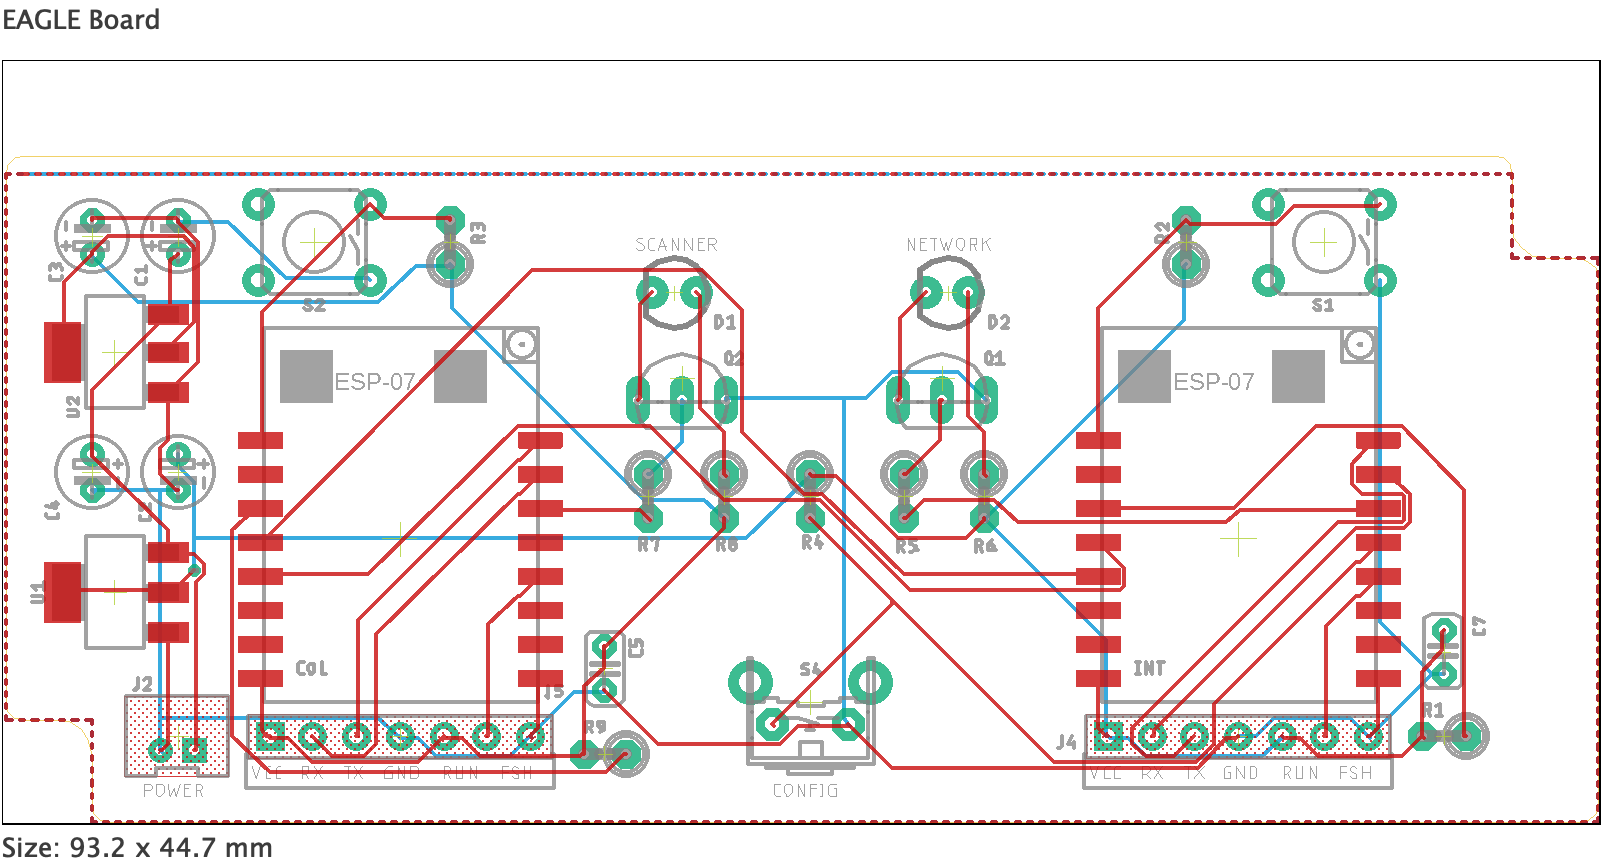 EAGLE Board
R3
R2
SCANNER
NETWORK
C3
C1
S2
S1
D1
D2
Q2
Q1
ESP-07
ESP-07
U2
C4
R7
R4
R5
R6
U1
COL
C5
S4
INT
C7
J2
J5
R9
R1
J4
VCC RX TX GND RUN FSH
VCC RX TX GND RUN FSH
POWER
CONFIG
Size: 93.2 x 44.7 mm